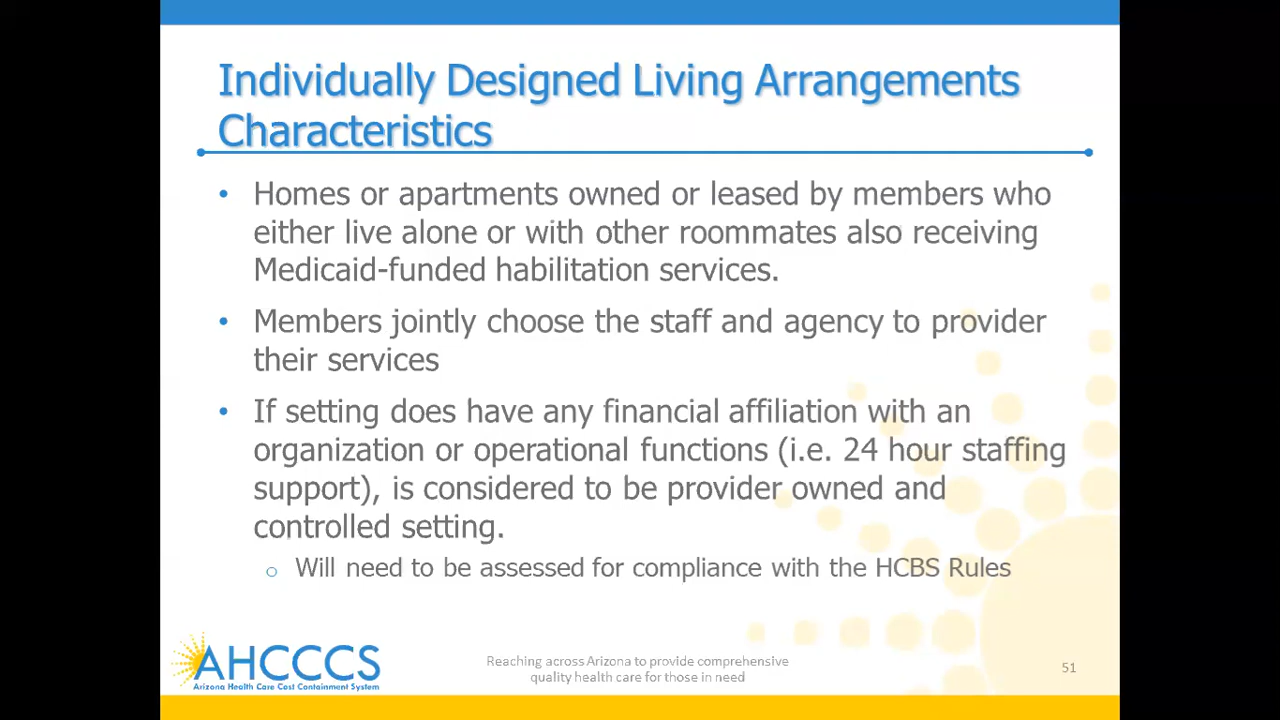 Individually Designed Living Arrangements
Characteristics
• Homes or apartments owned or leased by members who
either live alone or with other roommates also receiving
Medicaid-funded habilitation services.
• Members jointly choose the staff and agency to provider
their services
• If setting does have any financial affiliation with an
organization or operational functions (i.e. 24 hour staffing
support), is considered to be provider owned and
controlled setting.
o Will need to be assessed for compliance with the HCBS Rules
AHCCCS
Arizona Health Care Cost Containment System
Reaching across Arizona to provide comprehensive
quality health care for those in need
51